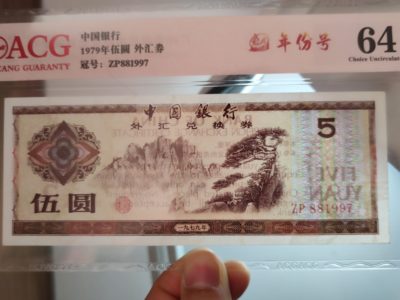 ACG
中国银行
1979年伍圆 外汇券
冠号：ZP881997
年份号
64
Choice Uncirculated
ANG GUARANTY
中国银行
外汇兑换券
5
伍圆
FIVE
YUAN
ZP 881997
一九七九年